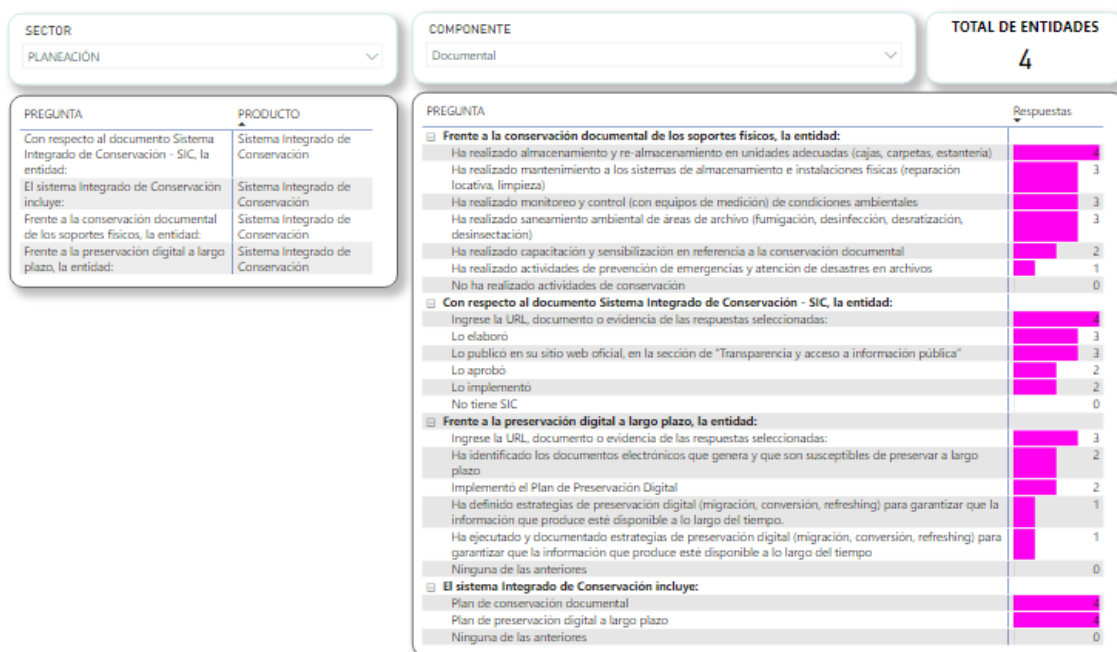 SECTOR
PLANEACIÓN
COMPONENTE
Documental
TOTAL DE ENTIDADES
4
PREGUNTA PRODUCTO
Con respecto al documento Sistema Sistema Integrado de
Integrado de Conservación - SIC, la Conservación
entidad:
El sistema Integrado de Conservación Sistema Integrado de
incluye: Conservación
Frente a la conservación documental Sistema Integrado de
de los soportes físicos, la entidad: Conservación
Frente a la preservación digital a largo Sistema Integrado de
plazo, la entidad: Conservación
PREGUNTA Respuestas
Frente a la conservación documental de los soportes físicos, la entidad:
Ha realizado almacenamiento y re-almacenamiento en unidades adecuadas (cajas, carpetas, estantería) 4
Ha realizado mantenimiento a los sistemas de almacenamiento e instalaciones físicas (reparación 3
locativa, limpieza)
Ha realizado monitoreo y control (con equipos de medición) de condiciones ambientales 3
Ha realizado saneamiento ambiental de áreas de archivo (fumigación, desinfección, desratización, 3
desinsectación)
Ha realizado capacitación y sensibilización en referencia a la conservación documental 2
Ha realizado actividades de prevención de emergencias y atención de desastres en archivos 1
No ha realizado actividades de conservación 0
Con respecto al documento Sistema Integrado de Conservación - SIC, la entidad:
Ingrese la URL, documento o evidencia de las respuestas seleccionadas: 4
Lo elaboró 3
Lo publicó en su sitio web oficial, en la sección de "Transparencia y acceso a información pública" 3
Lo aprobó 2
Lo implementó 2
No tiene SIC 0
Frente a la preservación digital a largo plazo, la entidad:
Ingrese la URL, documento o evidencia de las respuestas seleccionadas: 3
Ha identificado los documentos electrónicos que genera y que son susceptibles de preservar a largo 2
plazo
Implementó el Plan de Preservación Digital 2
Ha definido estrategias de preservación digital (migración, conversión, refreshing) para garantizar que la 1
información que produce esté disponible a lo largo del tiempo.
Ha ejecutado y documentado estrategias de preservación digital (migración, conversión, refreshing) para 1
garantizar que la información que produce esté disponible a lo largo del tiempo
Ninguna de las anteriores 0
El sistema Integrado de Conservación incluye:
Plan de conservación documental 4
Plan de preservación digital a largo plazo 4
Ninguna de las anteriores 0